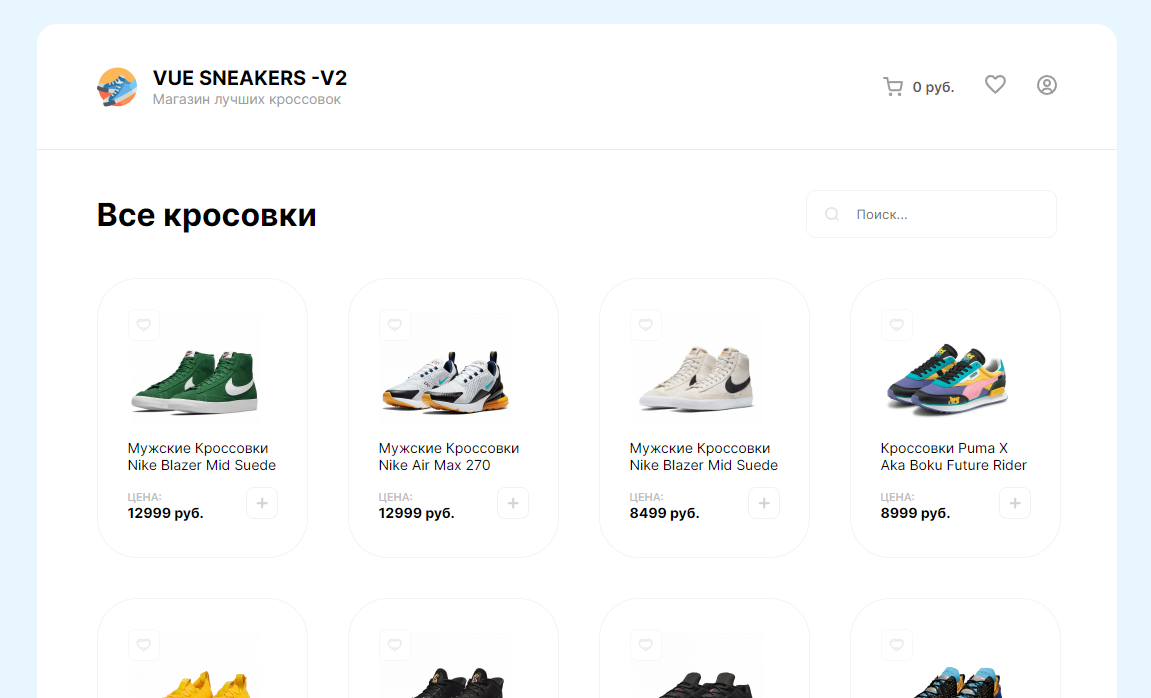 VUE SNEAKERS -V2
Магазин лучших кроссовок
0 руб.
Все кросовки
Поиск...
Мужские Кроссовки
Nike Blazer Mid Suede
ЦЕНА:
12999 руб.
Мужские Кроссовки
Nike Air Max 270
ЦЕНА:
12999 руб.
Мужские Кроссовки
Nike Blazer Mid Suede
ЦЕНА:
8499 руб.
Кроссовки Puma X
Aka Boku Future Rider
ЦЕНА:
8999 руб.